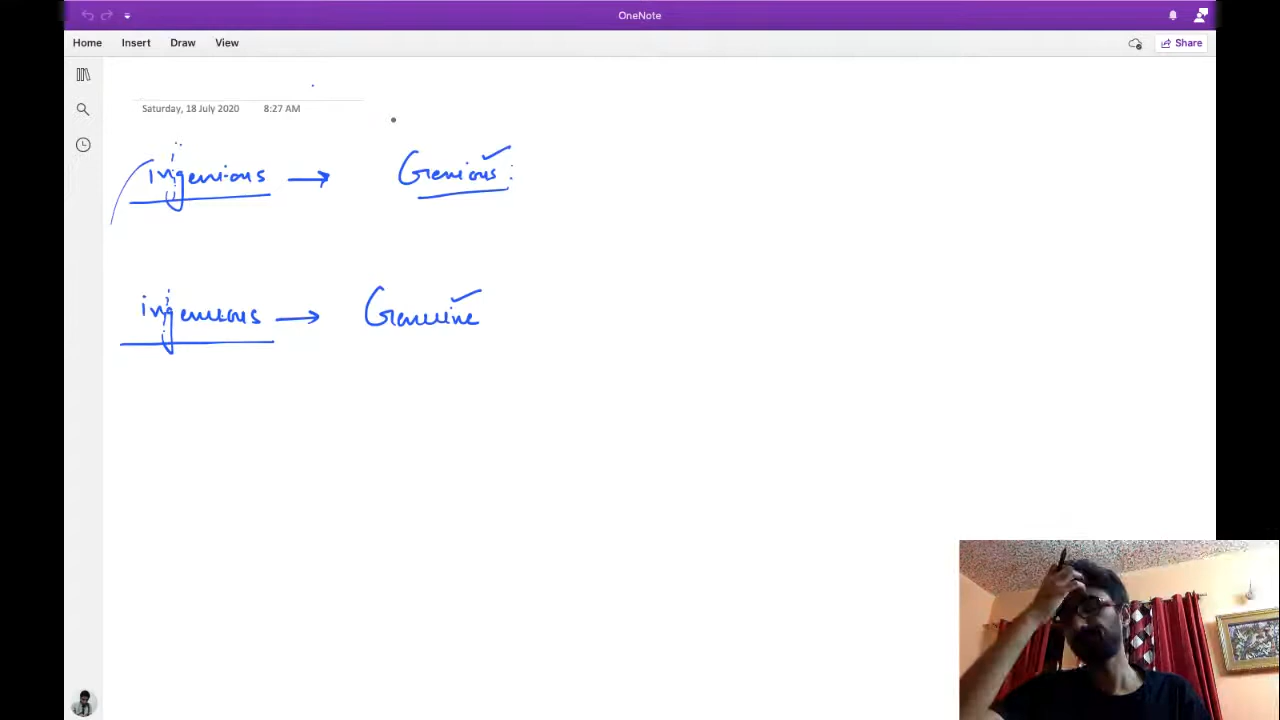 OneNote
Home Insert Draw View Share
Saturday, 18 July 2020 8:27 AM
ingenious → Genious :
ingenuous → Genuine